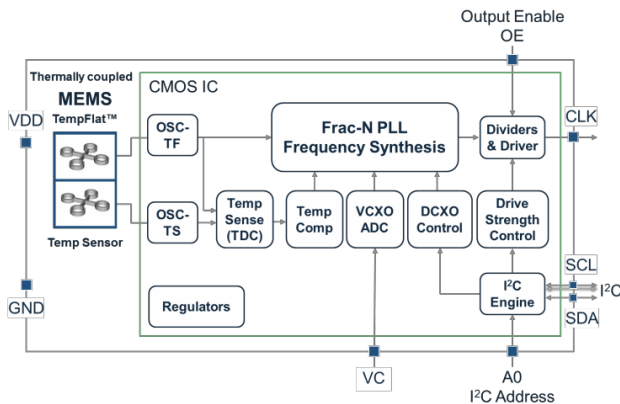 Output Enable
OE
Thermally coupled
MEMS
TempFlat™
CMOS IC
VDD
CLK
OSC-
TF
Frac-N PLL
Frequency Synthesis
Dividers
& Driver
OSC-
TS
Temp
Sense
(TDC)
Temp
Comp
VCXO
ADC
DCXO
Control
Drive
Strength
Control
Temp Sensor
SCL
I²C
Regulators
I²C
Engine
GND
SDA
VC
A0
I²C Address